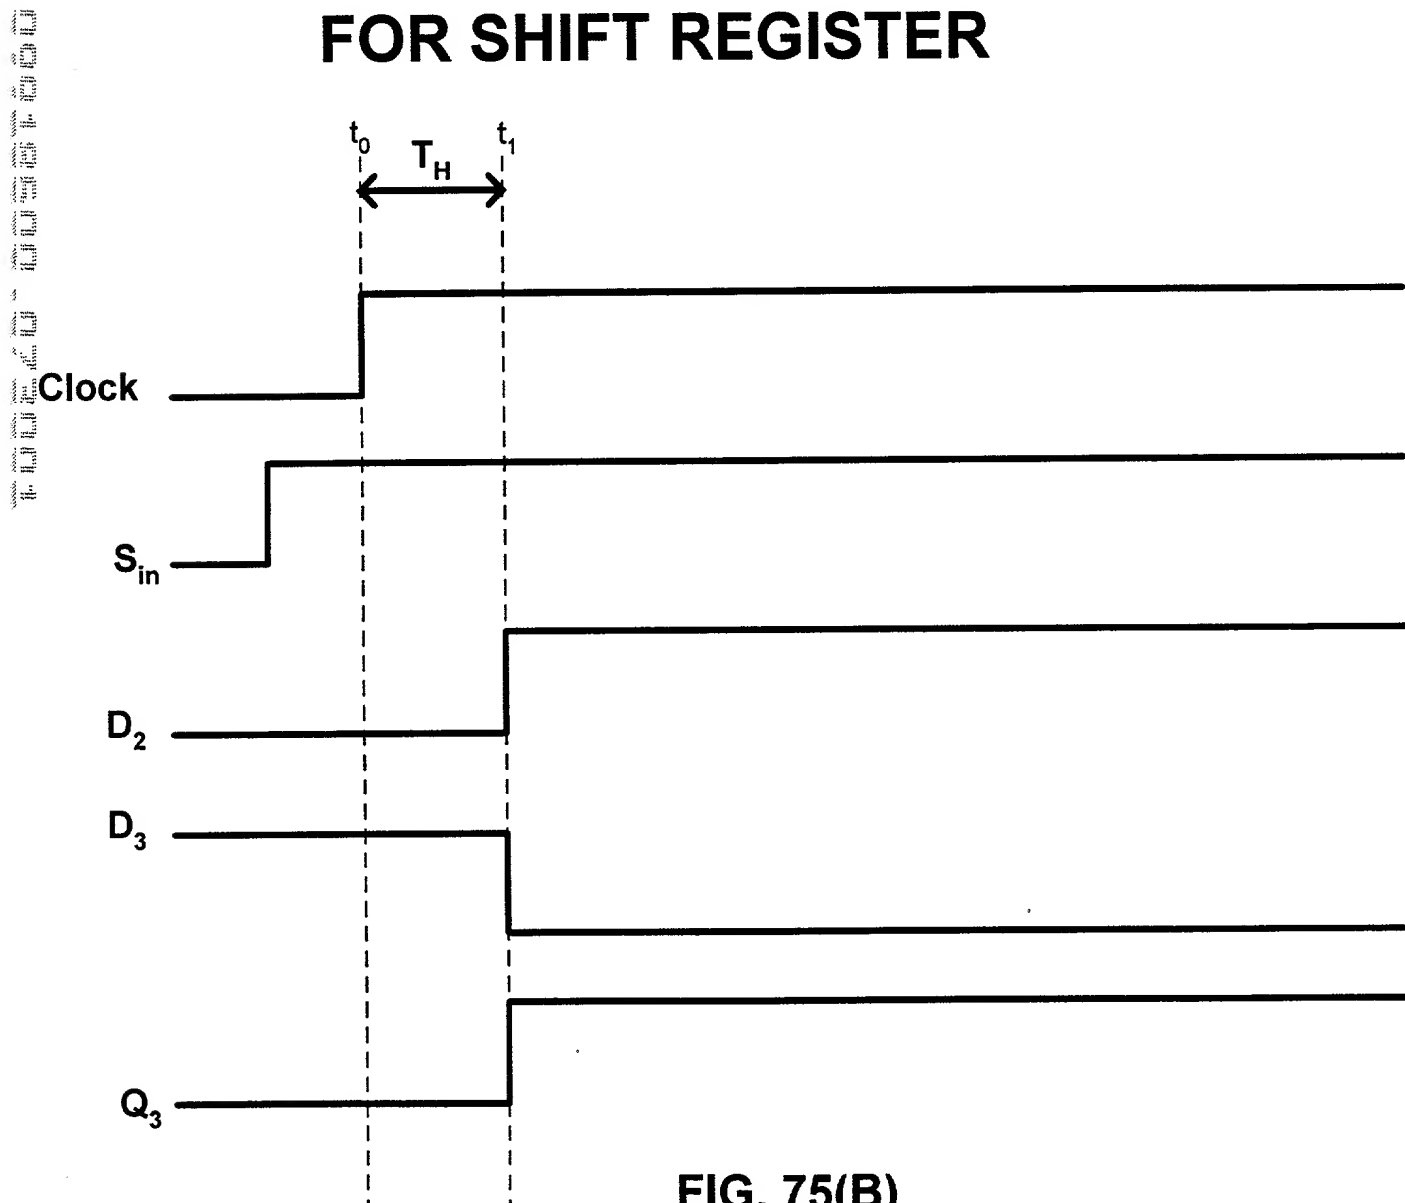 FOR SHIFT REGISTER
t0 t1
TH
Clock
Sin
D2
D3
Q3
FIG. 75(B)